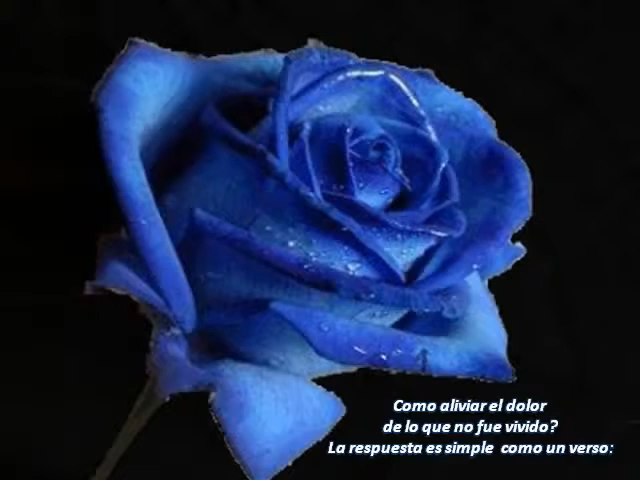 Como aliviar el dolor
de lo que no fue vivido?
La respuesta es simple como un verso: